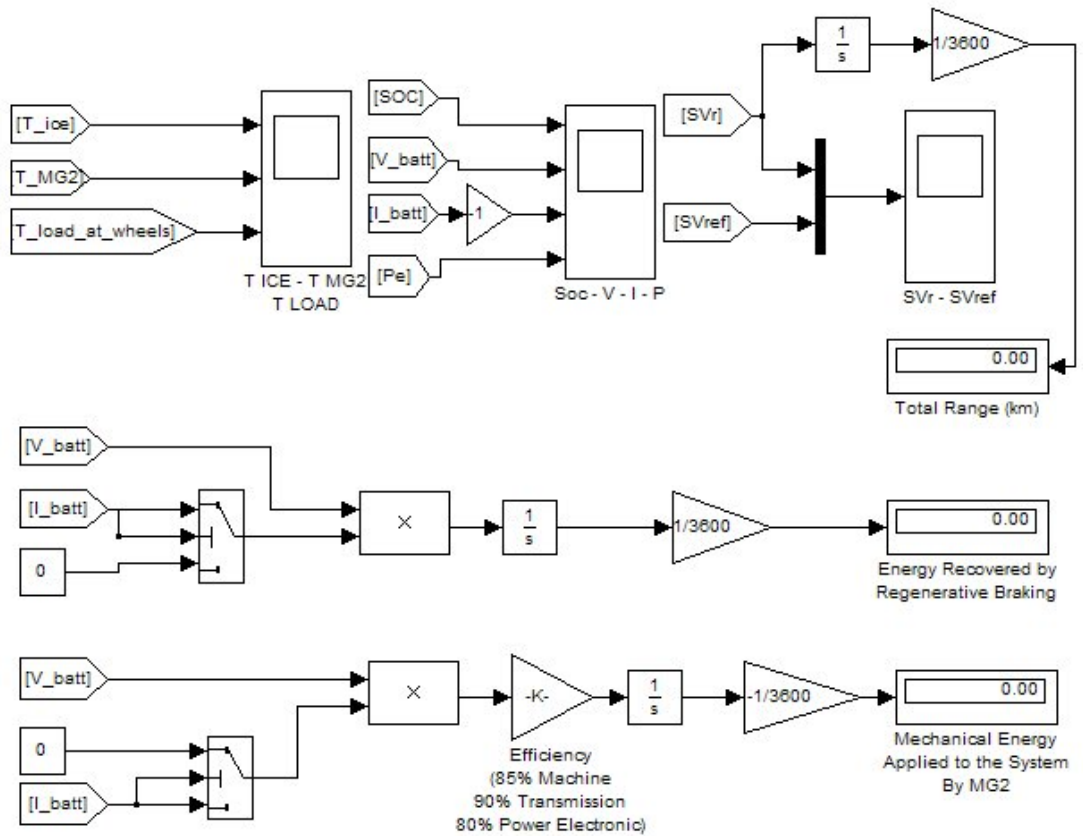 [T_ice]
[T_MG2]
[T_load_at_wheels]
T ICE - T MG2
T LOAD
[SOC]
[V_batt]
[I_batt]
-1
[Pe]
Soc - V - I - P
[SVr]
1
s
1/3600
[SVref]
SVr - SVref
0.00
Total Range (km)
[V_batt]
[I_batt]
0
×
1
s
1/3600
0.00
Energy Recovered by
Regenerative Braking
[V_batt]
0
[I_batt]
×
-K-
Efficiency
(85% Machine
90% Transmission
80% Power Electronic)
1
s
-1/3600
0.00
Mechanical Energy
Applied to the System
By MG2